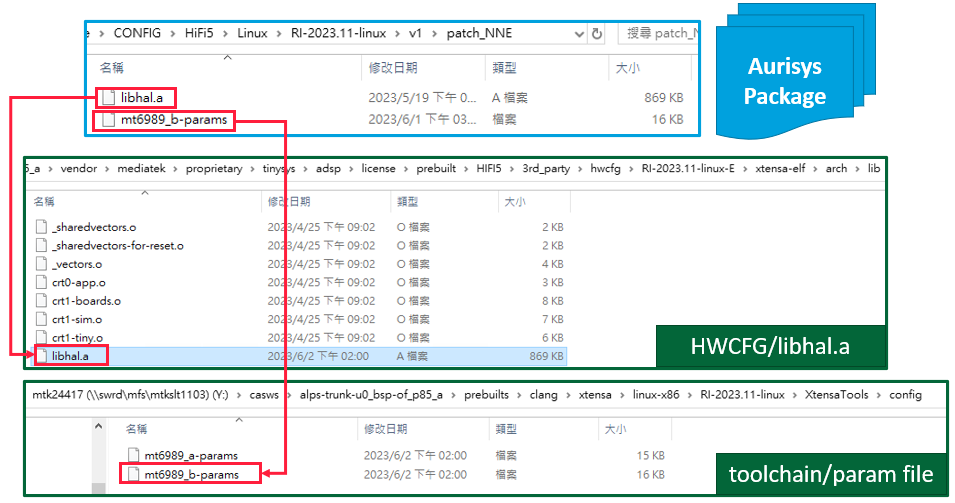 e > CONFIG > HiFi5 > Linux > RI-2023.11-linux > v1 > patch_NNE
搜尋 patch_N
名稱 修改日期 類型 大小
libhal.a 2023/5/19 下午 0... A 檔案 869 KB
mt6989_b-params 2023/6/1 下午 03... 檔案 16 KB
Aurisys
Package
_a > vendor > mediatek > proprietary > tinysys > adsp > license > prebuilt > HIFI5 > 3rd_party > hwcfg > RI-2023.11-linux-E > xtensa-elf > arch > lib
名稱 修改日期 類型 大小
_sharedvectors.o 2023/4/25 下午 09:02 O 檔案 2 KB
_sharedvectors-for-reset.o 2023/4/25 下午 09:02 O 檔案 2 KB
_vectors.o 2023/4/25 下午 09:02 O 檔案 4 KB
crt0-app.o 2023/4/25 下午 09:02 O 檔案 3 KB
crt1-boards.o 2023/4/25 下午 09:02 O 檔案 8 KB
crt1-sim.o 2023/4/25 下午 09:02 O 檔案 7 KB
crt1-tiny.o 2023/4/25 下午 09:02 O 檔案 6 KB
libhal.a 2023/6/2 下午 02:00 A 檔案 869 KB
HWCFG/libhal.a
mtk24417 (\\swrd\mfs\mtkslt1103) (Y:) > casws > alps-trunk-u0_bsp-of_p85_a > prebuilts > clang > xtensa > linux-x86 > RI-2023.11-linux > XtensaTools > config
名稱 修改日期 類型 大小
mt6989_a-params 2023/6/2 下午 02:00 檔案 15 KB
mt6989_b-params 2023/6/2 下午 02:00 檔案 16 KB
toolchain/param file